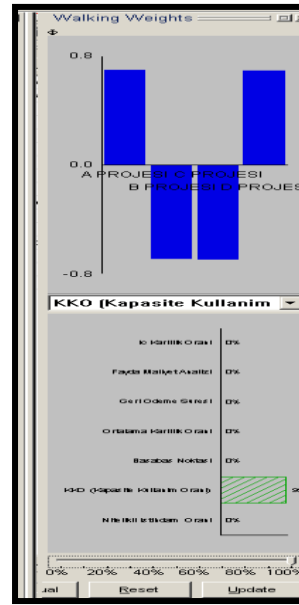 Walking Weights
0.8
0.0
A PROJESI C PROJESI
B PROJESI D PROJES
-0.8
KKO (Kapasite Kullanim
Ic Karlilik Orani 0%
Fayda Maliyet Analizi 0%
Geri Odeme Suresi 0%
Ortalama Karlilik Orani 0%
Basabas Noktasi 0%
KKO (Kapasite Kullanim Orani)
Nitelikli Istihdam Orani 0%
0% 20% 40% 60% 80% 100%
ual Reset Update